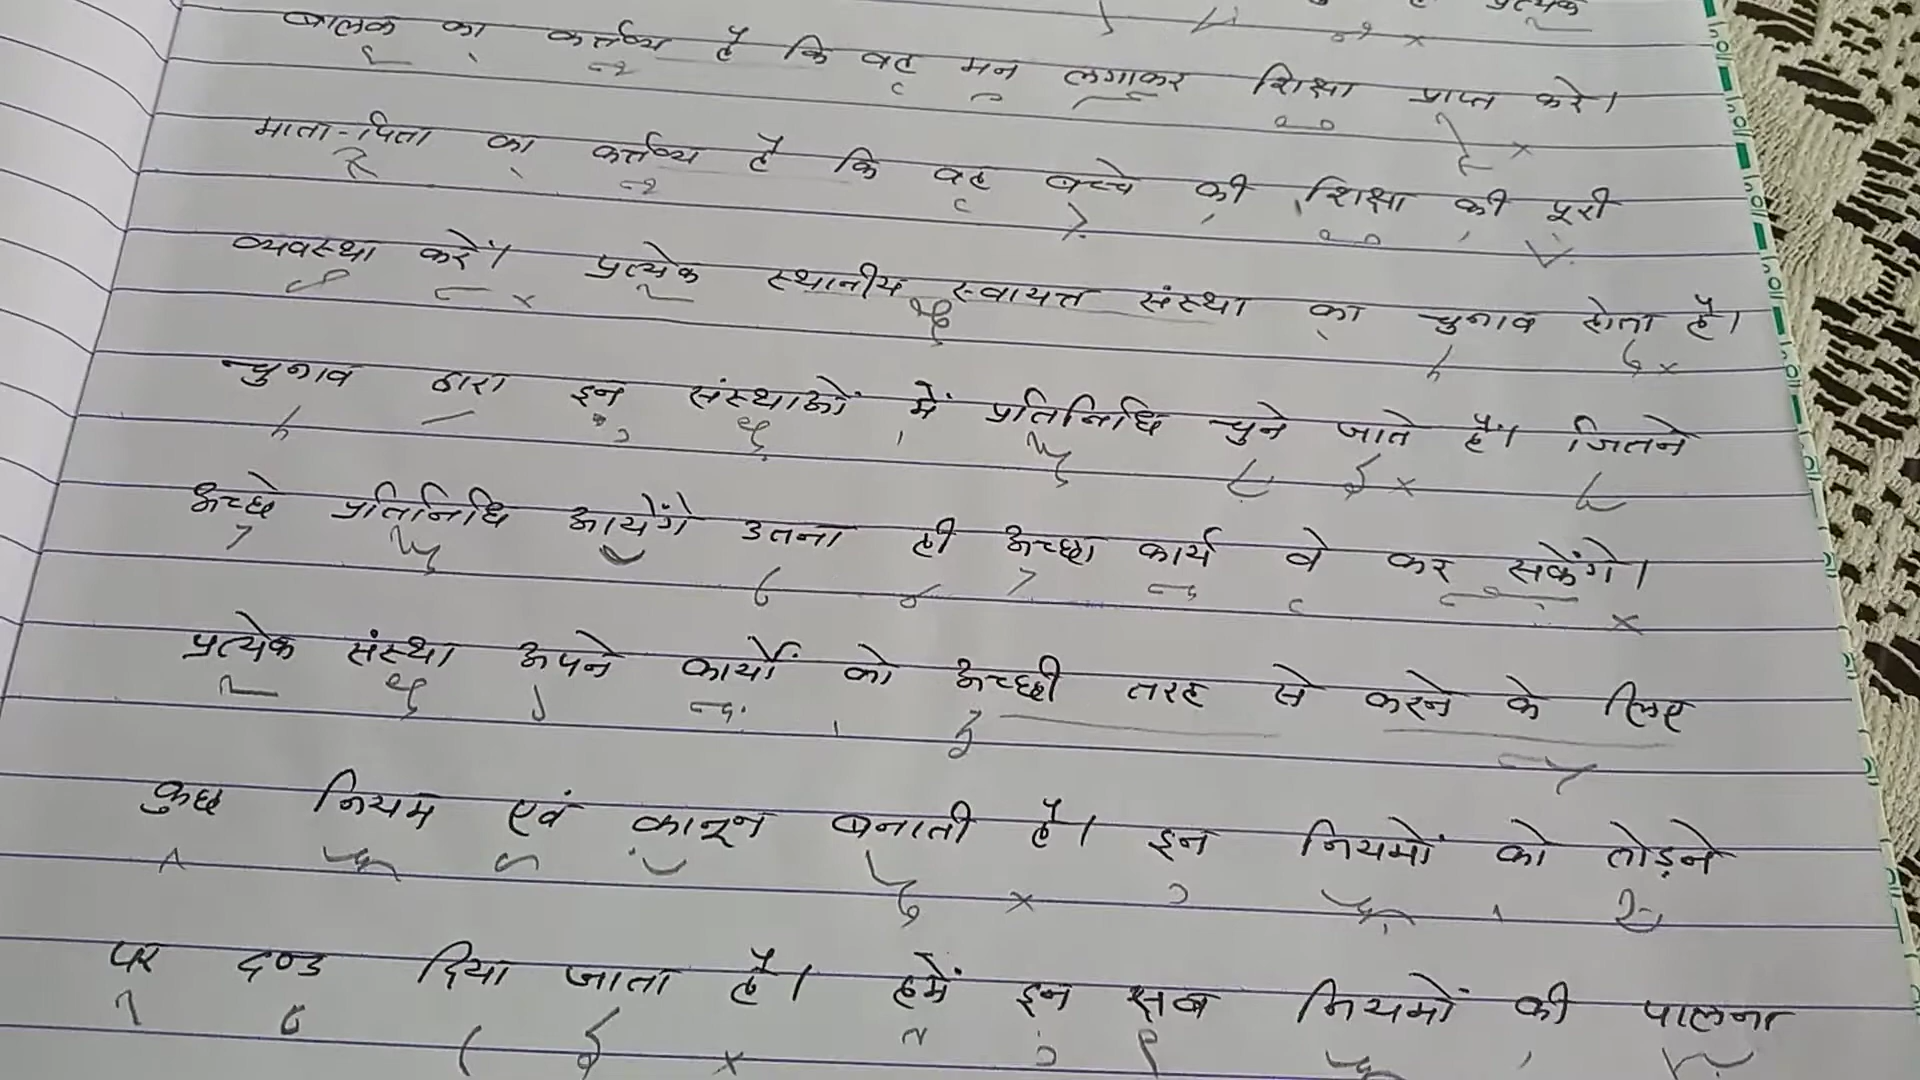 प्रत्येक
बालक का कर्त्तव्य है कि वह मन लगाकर शिक्षा प्राप्त करे।
माता-पिता का कर्त्तव्य है कि वह बच्चे की शिक्षा की पूरी
व्यवस्था करें। प्रत्येक स्थानीय स्वायत्त संस्था का चुनाव होता है।
चुनाव द्वारा इन संस्थाओं में प्रतिनिधि चुने जाते हैं। जितने
अच्छे प्रतिनिधि आयेंगे उतना ही अच्छा कार्य वे कर सकेंगे।
प्रत्येक संस्था अपने कार्यों को अच्छी तरह से करने के लिए
कुछ नियम एवं कानून बनाती है। इन नियमों को तोड़ने
पर दण्ड दिया जाता है। हमें इन सब नियमों की पालना